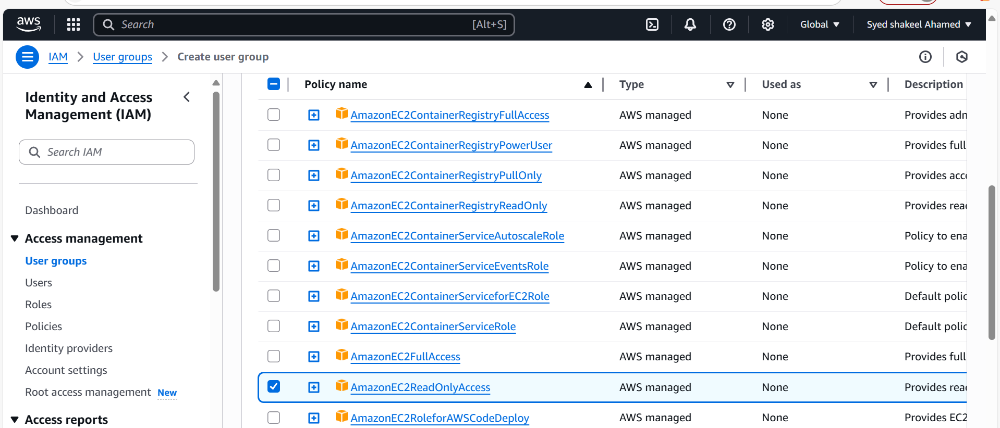 aws
Search [Alt+S] Global Syed shakeel Ahamed
IAM User groups Create user group
Identity and Access
Management (IAM)
Search IAM
Dashboard
Access management
User groups
Users
Roles
Policies
Identity providers
Account settings
Root access management New
Access reports
Policy name Type Used as Description
AmazonEC2ContainerRegistryFullAccess AWS managed None Provides adm
AmazonEC2ContainerRegistryPowerUser AWS managed None Provides full
AmazonEC2ContainerRegistryPullOnly AWS managed None Provides acce
AmazonEC2ContainerRegistryReadOnly AWS managed None Provides read
AmazonEC2ContainerServiceAutoscaleRole AWS managed None Policy to ena
AmazonEC2ContainerServiceEventsRole AWS managed None Policy to ena
AmazonEC2ContainerServiceforEC2Role AWS managed None Default polic
AmazonEC2ContainerServiceRole AWS managed None Default polic
AmazonEC2FullAccess AWS managed None Provides full
AmazonEC2ReadOnlyAccess AWS managed None Provides read
AmazonEC2RoleforAWSCodeDeploy AWS managed None Provides EC2